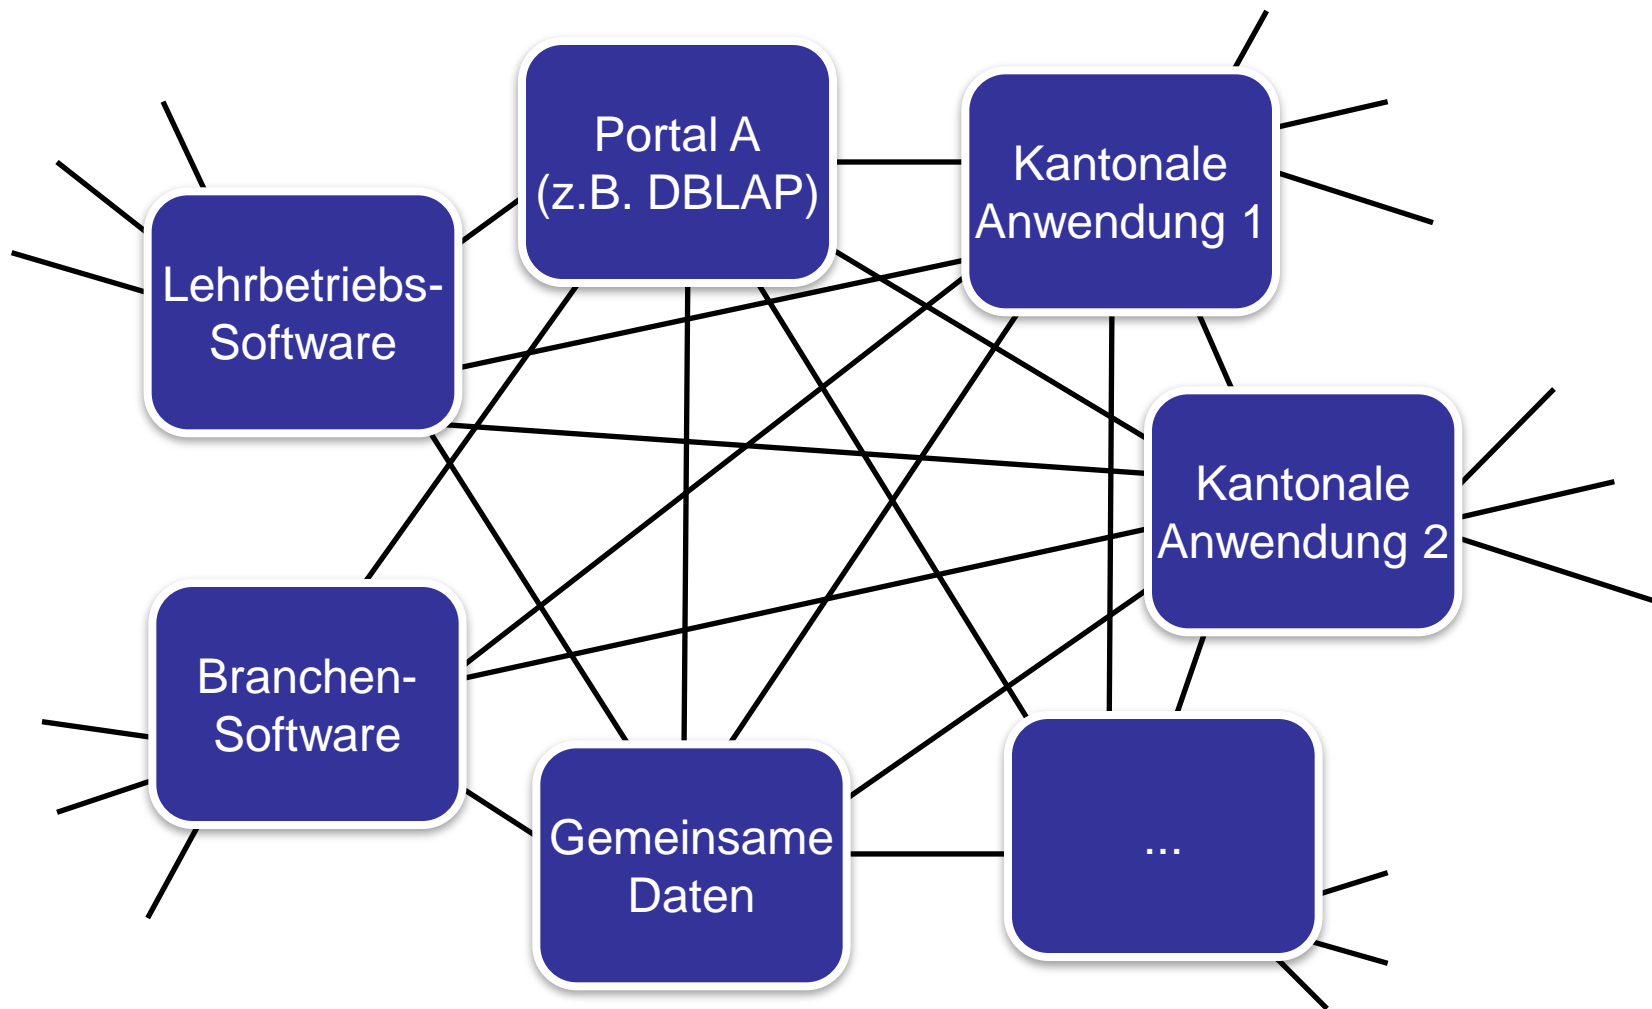 Portal A
(z.B. DBLAP)
Kantonale
Anwendung 1
Lehrbetriebs-
Software
Kantonale
Anwendung 2
Branchen-
Software
Gemeinsame
Daten
...